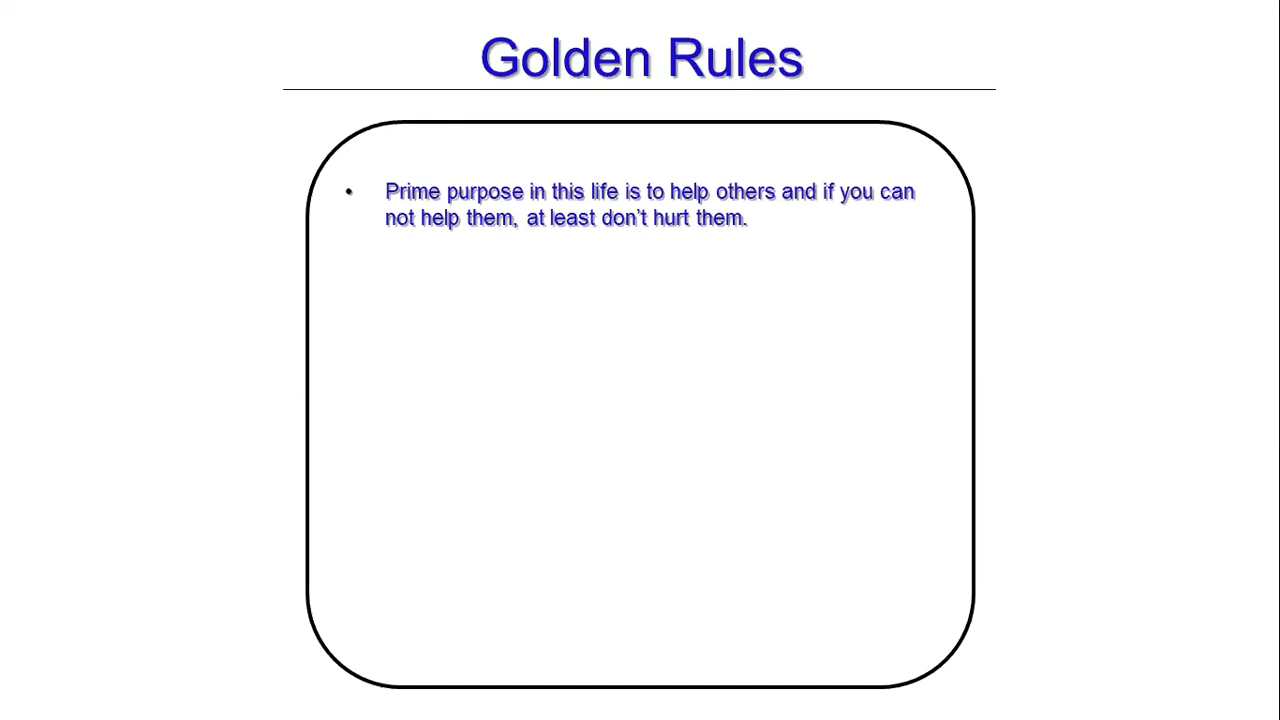 Golden Rules
• Prime purpose in this life is to help others and if you can
not help them, at least don’t hurt them.